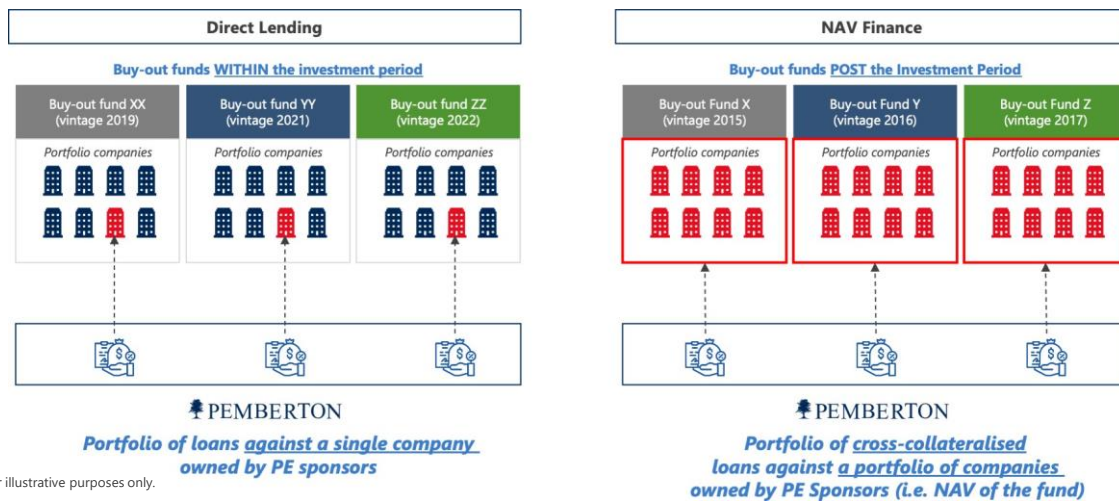 Direct Lending
Buy-out funds WITHIN the investment period
Buy-out fund XX
(vintage 2019)
Buy-out fund YY
(vintage 2021)
Buy-out fund ZZ
(vintage 2022)
Portfolio companies
Portfolio companies
Portfolio companies
PEMBERTON
Portfolio of loans against a single company
owned by PE sponsors
r illustrative purposes only.
NAV Finance
Buy-out funds POST the Investment Period
Buy-out Fund X
(vintage 2015)
Buy-out Fund Y
(vintage 2016)
Buy-out Fund Z
(vintage 2017)
Portfolio companies
Portfolio companies
Portfolio companies
PEMBERTON
Portfolio of cross-collateralised
loans against a portfolio of companies
owned by PE Sponsors (i.e. NAV of the fund)